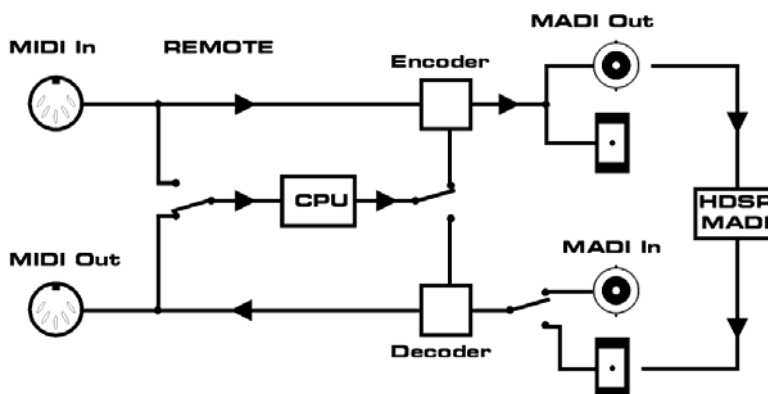 MADI Out
MIDI In
REMOTE
Encoder
CPU
HDSP
MADI
MIDI Out
MADI In
Decoder